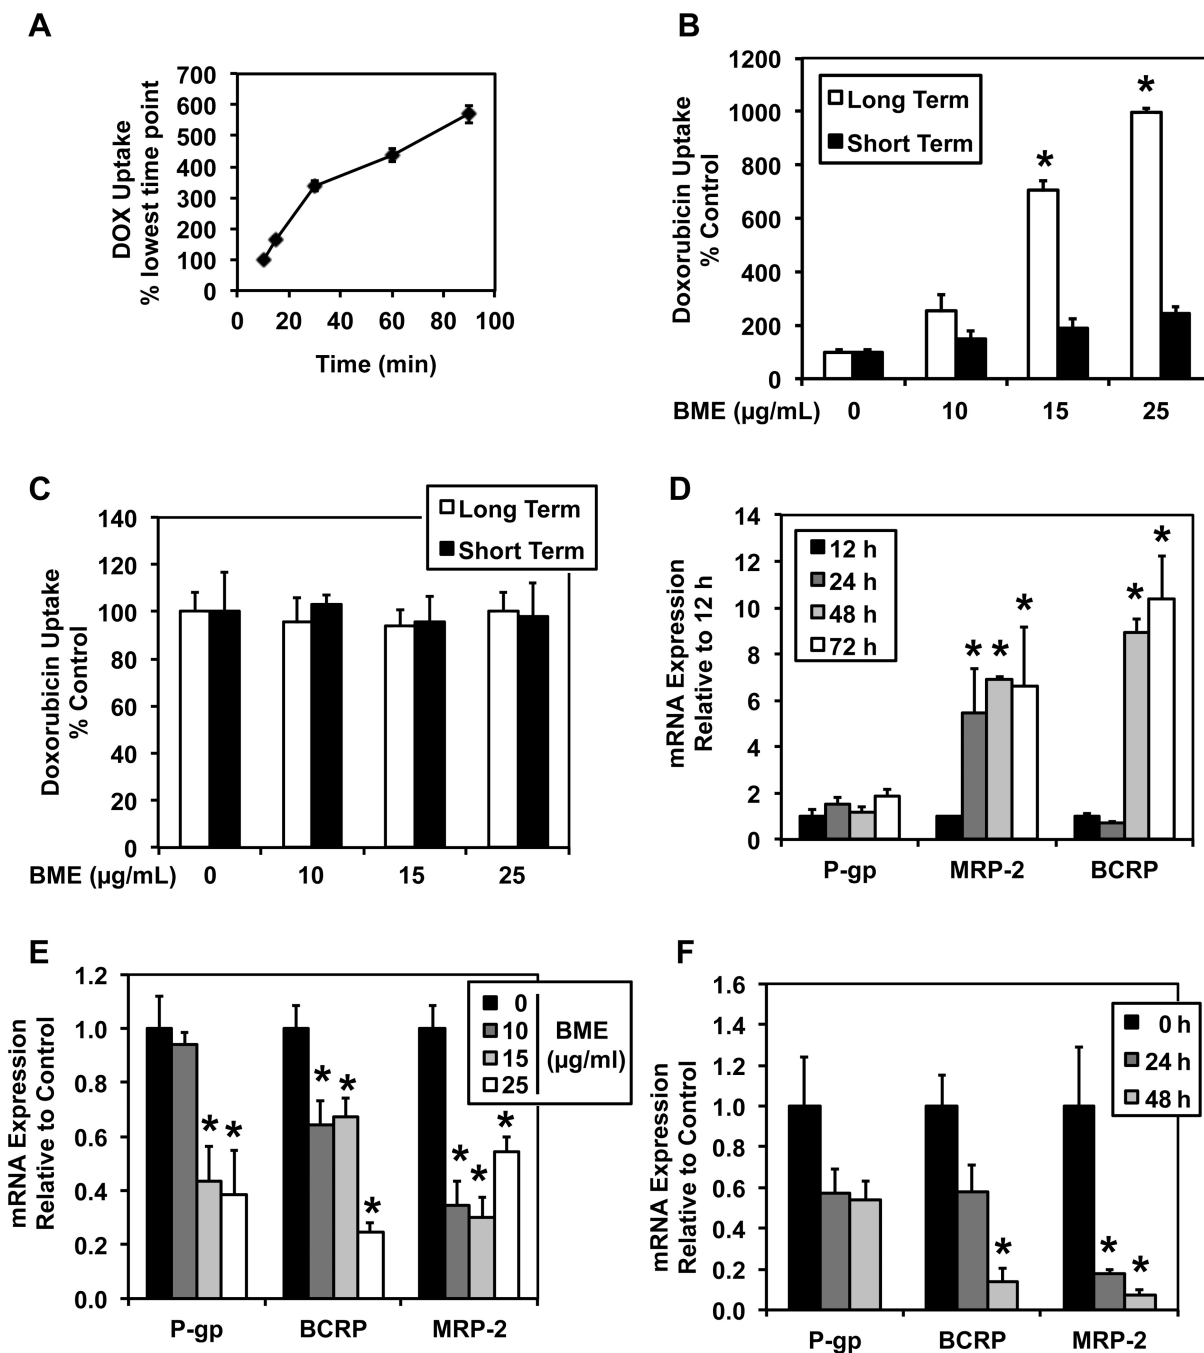 A
DOX Uptake
% lowest time point
700
600
500
400
300
200
100
0
0 20 40 60 80 100
Time (min)
B
Doxorubicin Uptake
% Control
1200
1000
800
600
400
200
0
Long Term
Short Term
*
*
BME (µg/mL) 0 10 15 25
C
Doxorubicin Uptake
% Control
140
120
100
80
60
40
20
0
Long Term
Short Term
BME (µg/mL) 0 10 15 25
D
mRNA Expression
Relative to 12 h
14
12
10
8
6
4
2
0
12 h
24 h
48 h
72 h
* * *
* *
P-gp MRP-2 BCRP
E
mRNA Expression
Relative to Control
1.2
1.0
0.8
0.6
0.4
0.2
0.0
0
10
15
25
BME
(µg/ml)
* *
* * *
* * *
P-gp BCRP MRP-2
F
mRNA Expression
Relative to Control
1.6
1.4
1.2
1.0
0.8
0.6
0.4
0.2
0.0
0 h
24 h
48 h
*
* *
P-gp BCRP MRP-2